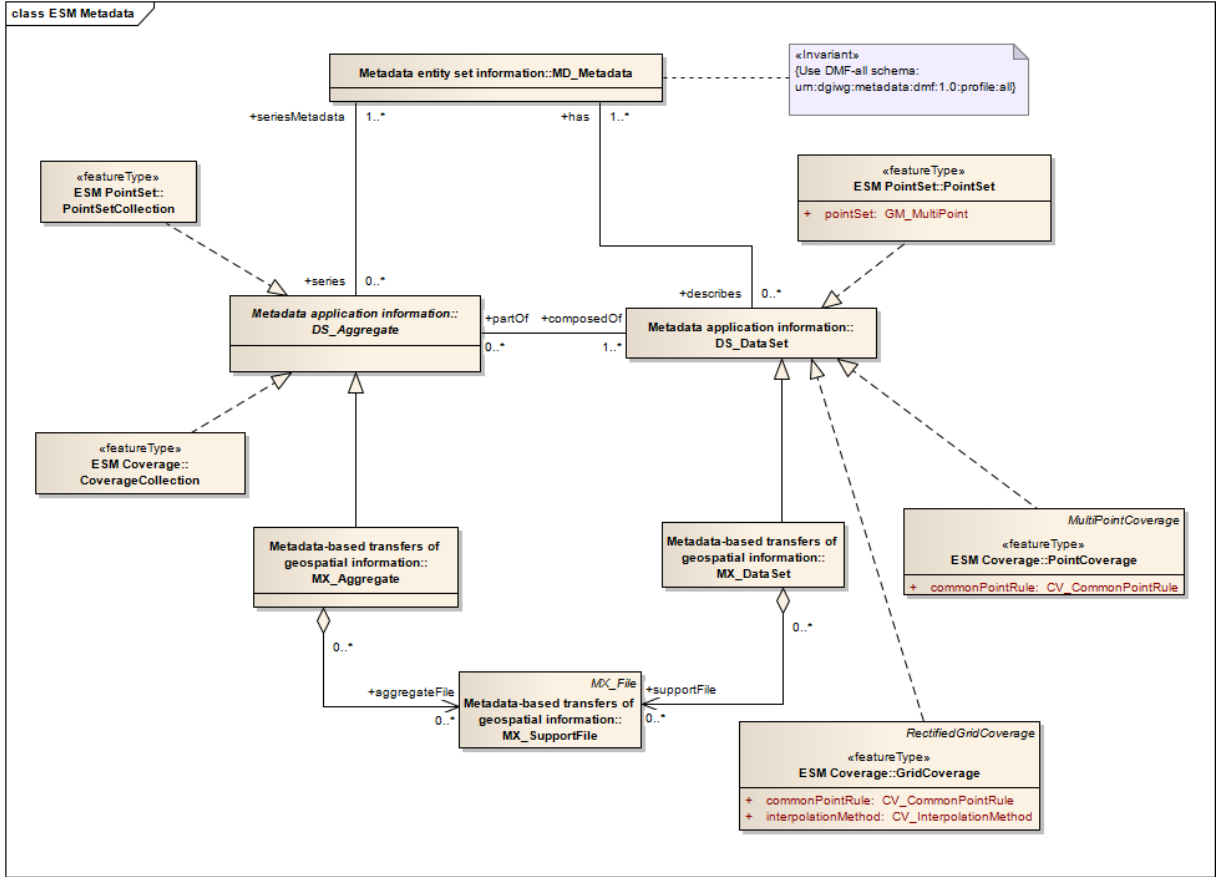 class ESM Metadata
Metadata entity set information::MD_Metadata
«Invariant»
{Use DMF-all schema:
urn:dgiwg:metadata:dmf:1.0:profile:all}
+seriesMetadata
1..*
+has
1..*
«featureType»
ESM PointSet::
PointSetCollection
«featureType»
ESM PointSet::PointSet
+ pointSet: GM_MultiPoint
+series
0..*
+describes
0..*
Metadata application information::
DS_Aggregate
+partOf
+composedOf
0..*
1..*
Metadata application information::
DS_DataSet
«featureType»
ESM Coverage::
CoverageCollection
Metadata-based transfers of
geospatial information::
MX_Aggregate
Metadata-based transfers of
geospatial information::
MX_DataSet
MultiPointCoverage
«featureType»
ESM Coverage::PointCoverage
+ commonPointRule: CV_CommonPointRule
0..*
0..*
+aggregateFile
0..*
MX_File
Metadata-based transfers of
geospatial information::
MX_SupportFile
+supportFile
0..*
RectifiedGridCoverage
«featureType»
ESM Coverage::GridCoverage
+ commonPointRule: CV_CommonPointRule
+ interpolationMethod: CV_InterpolationMethod